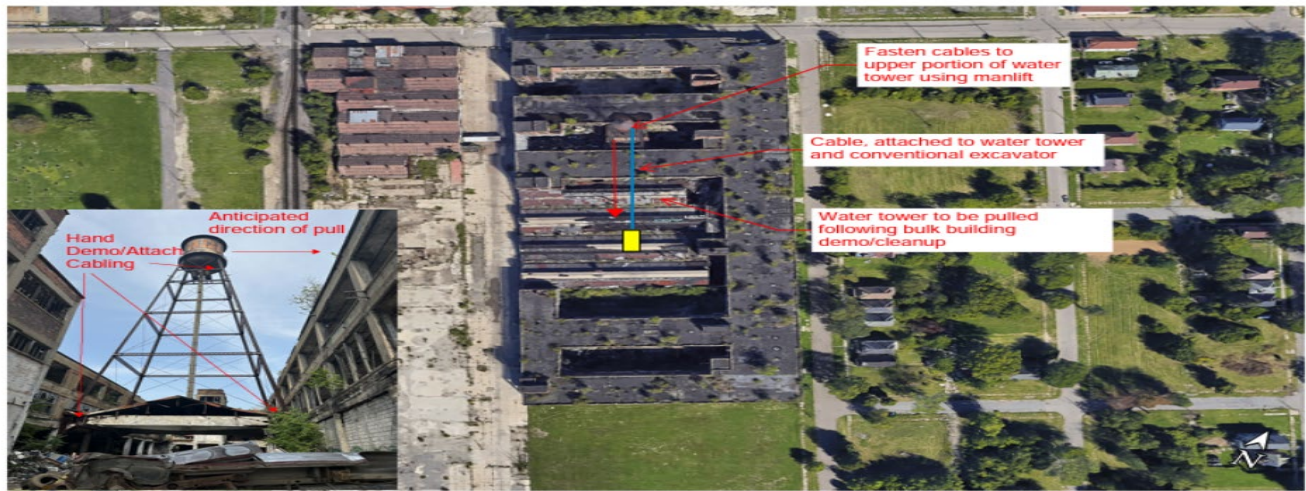 Fasten cables to
upper portion of water
tower using manlift
Cable, attached to water tower
and conventional excavator
Water tower to be pulled
following bulk building
demo/cleanup
Anticipated
direction of pull
Hand
Demo/Attach
Cabling
N